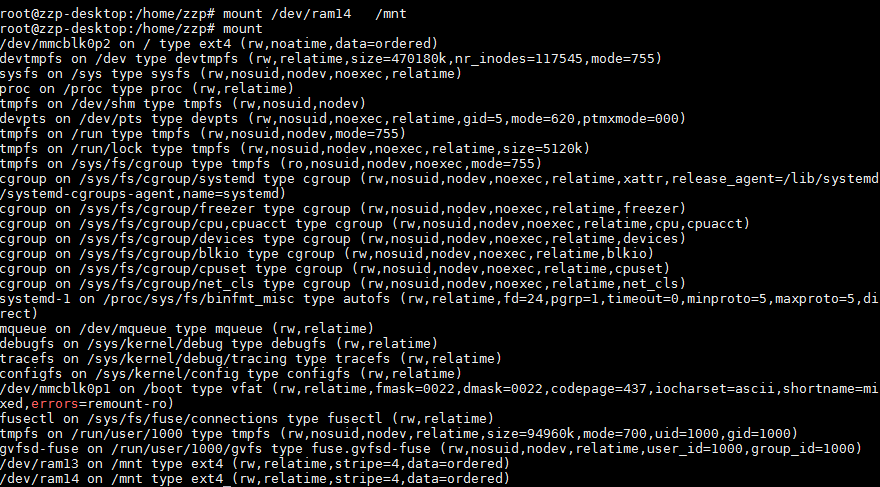 root@zzp-desktop:/home/zzp# mount /dev/ram14   /mnt
root@zzp-desktop:/home/zzp# mount
/dev/mmcblk0p2 on / type ext4 (rw,noatime,data=ordered)
devtmpfs on /dev type devtmpfs (rw,relatime,size=470180k,nr_inodes=117545,mode=755)
sysfs on /sys type sysfs (rw,nosuid,nodev,noexec,relatime)
proc on /proc type proc (rw,relatime)
tmpfs on /dev/shm type tmpfs (rw,nosuid,nodev)
devpts on /dev/pts type devpts (rw,nosuid,noexec,relatime,gid=5,mode=620,ptmxmode=000)
tmpfs on /run type tmpfs (rw,nosuid,nodev,mode=755)
tmpfs on /run/lock type tmpfs (rw,nosuid,nodev,noexec,relatime,size=5120k)
tmpfs on /sys/fs/cgroup type tmpfs (ro,nosuid,nodev,noexec,mode=755)
cgroup on /sys/fs/cgroup/systemd type cgroup (rw,nosuid,nodev,noexec,relatime,xattr,release_agent=/lib/systemd
/systemd-cgroups-agent,name=systemd)
cgroup on /sys/fs/cgroup/freezer type cgroup (rw,nosuid,nodev,noexec,relatime,freezer)
cgroup on /sys/fs/cgroup/cpu,cpuacct type cgroup (rw,nosuid,nodev,noexec,relatime,cpu,cpuacct)
cgroup on /sys/fs/cgroup/devices type cgroup (rw,nosuid,nodev,noexec,relatime,devices)
cgroup on /sys/fs/cgroup/blkio type cgroup (rw,nosuid,nodev,noexec,relatime,blkio)
cgroup on /sys/fs/cgroup/cpuset type cgroup (rw,nosuid,nodev,noexec,relatime,cpuset)
cgroup on /sys/fs/cgroup/net_cls type cgroup (rw,nosuid,nodev,noexec,relatime,net_cls)
systemd-1 on /proc/sys/fs/binfmt_misc type autofs (rw,relatime,fd=24,pgrp=1,timeout=0,minproto=5,maxproto=5,di
rect)
mqueue on /dev/mqueue type mqueue (rw,relatime)
debugfs on /sys/kernel/debug type debugfs (rw,relatime)
tracefs on /sys/kernel/debug/tracing type tracefs (rw,relatime)
configfs on /sys/kernel/config type configfs (rw,relatime)
/dev/mmcblk0p1 on /boot type vfat (rw,relatime,fmask=0022,dmask=0022,codepage=437,iocharset=ascii,shortname=mi
xed,errors=remount-ro)
fusectl on /sys/fs/fuse/connections type fusectl (rw,relatime)
tmpfs on /run/user/1000 type tmpfs (rw,nosuid,nodev,relatime,size=94960k,mode=700,uid=1000,gid=1000)
gvfsd-fuse on /run/user/1000/gvfs type fuse.gvfsd-fuse (rw,nosuid,nodev,relatime,user_id=1000,group_id=1000)
/dev/ram13 on /mnt type ext4 (rw,relatime,stripe=4,data=ordered)
/dev/ram14 on /mnt type ext4 (rw,relatime,stripe=4,data=ordered)